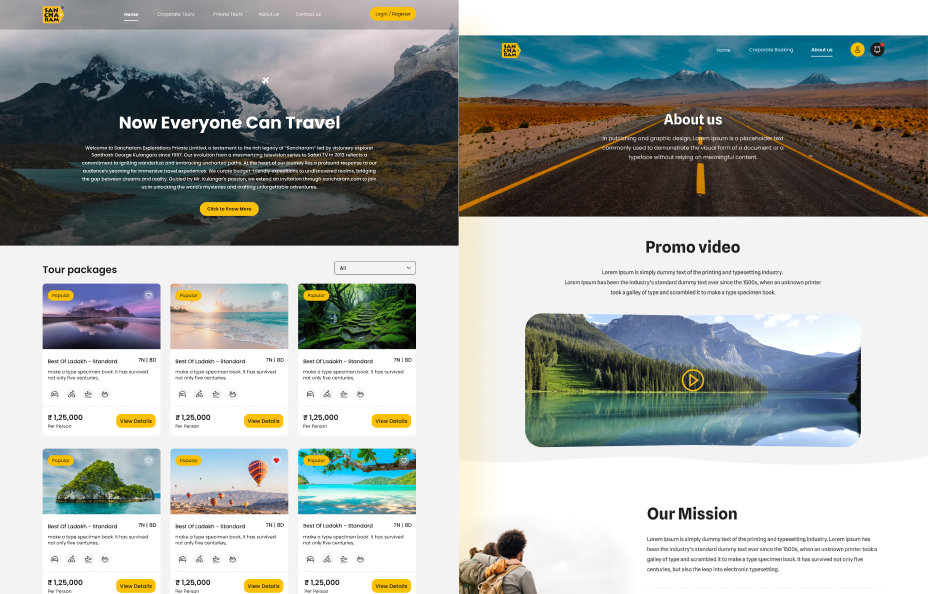 SAN
CHA
RAM
Home
Corporate Tours
Private Tours
About us
Contact us
Login / Register
Now Everyone Can Travel
Welcome to Sancharam Explorations Private Limited, a testament to the rich legacy of "Sancharam" led by visionary explorer
Santhosh George Kulangara since 1997. Our evolution from a mesmerizing television series to Safari TV in 2013 reflects a
commitment to igniting wanderlust and embracing uncharted paths. At the heart of our journey lies a profound response to our
audience's yearning for immersive travel experiences. We curate budget-friendly expeditions to undiscovered realms, bridging
the gap between dreams and reality. Guided by Mr. Kulangara's passion, we extend an invitation through sancharam.com to join
us in unlocking the world's mysteries and crafting unforgettable adventures.
Click to Know More
Tour packages
All
Popular
Best Of Ladakh - Standard 7N | 8D
make a type specimen book. It has survived
not only five centuries,
₹ 1,25,000
Per Person
View Details
Popular
Best Of Ladakh - Standard 7N | 8D
make a type specimen book. It has survived
not only five centuries,
₹ 1,25,000
Per Person
View Details
Popular
Best Of Ladakh - Standard 7N | 8D
make a type specimen book. It has survived
not only five centuries,
₹ 1,25,000
Per Person
View Details
Popular
Best Of Ladakh - Standard 7N | 8D
make a type specimen book. It has survived
not only five centuries,
₹ 1,25,000
Per Person
View Details
Popular
Best Of Ladakh - Standard 7N | 8D
make a type specimen book. It has survived
not only five centuries,
₹ 1,25,000
Per Person
View Details
Popular
Best Of Ladakh - Standard 7N | 8D
make a type specimen book. It has survived
not only five centuries,
₹ 1,25,000
Per Person
View Details
SAN
CHA
RAM
Home
Corporate Booking
About us
About us
In publishing and graphic design, Lorem ipsum is a placeholder text
commonly used to demonstrate the visual form of a document or a
typeface without relying on meaningful content.
Promo video
Lorem Ipsum is simply dummy text of the printing and typesetting industry.
Lorem Ipsum has been the industry's standard dummy text ever since the 1500s, when an unknown printer
took a galley of type and scrambled it to make a type specimen book.
Our Mission
Lorem Ipsum is simply dummy text of the printing and typesetting industry. Lorem Ipsum has
been the industry's standard dummy text ever since the 1500s, when an unknown printer took a
galley of type and scrambled it to make a type specimen book. It has survived not only five
centuries, but also the leap into electronic typesetting.